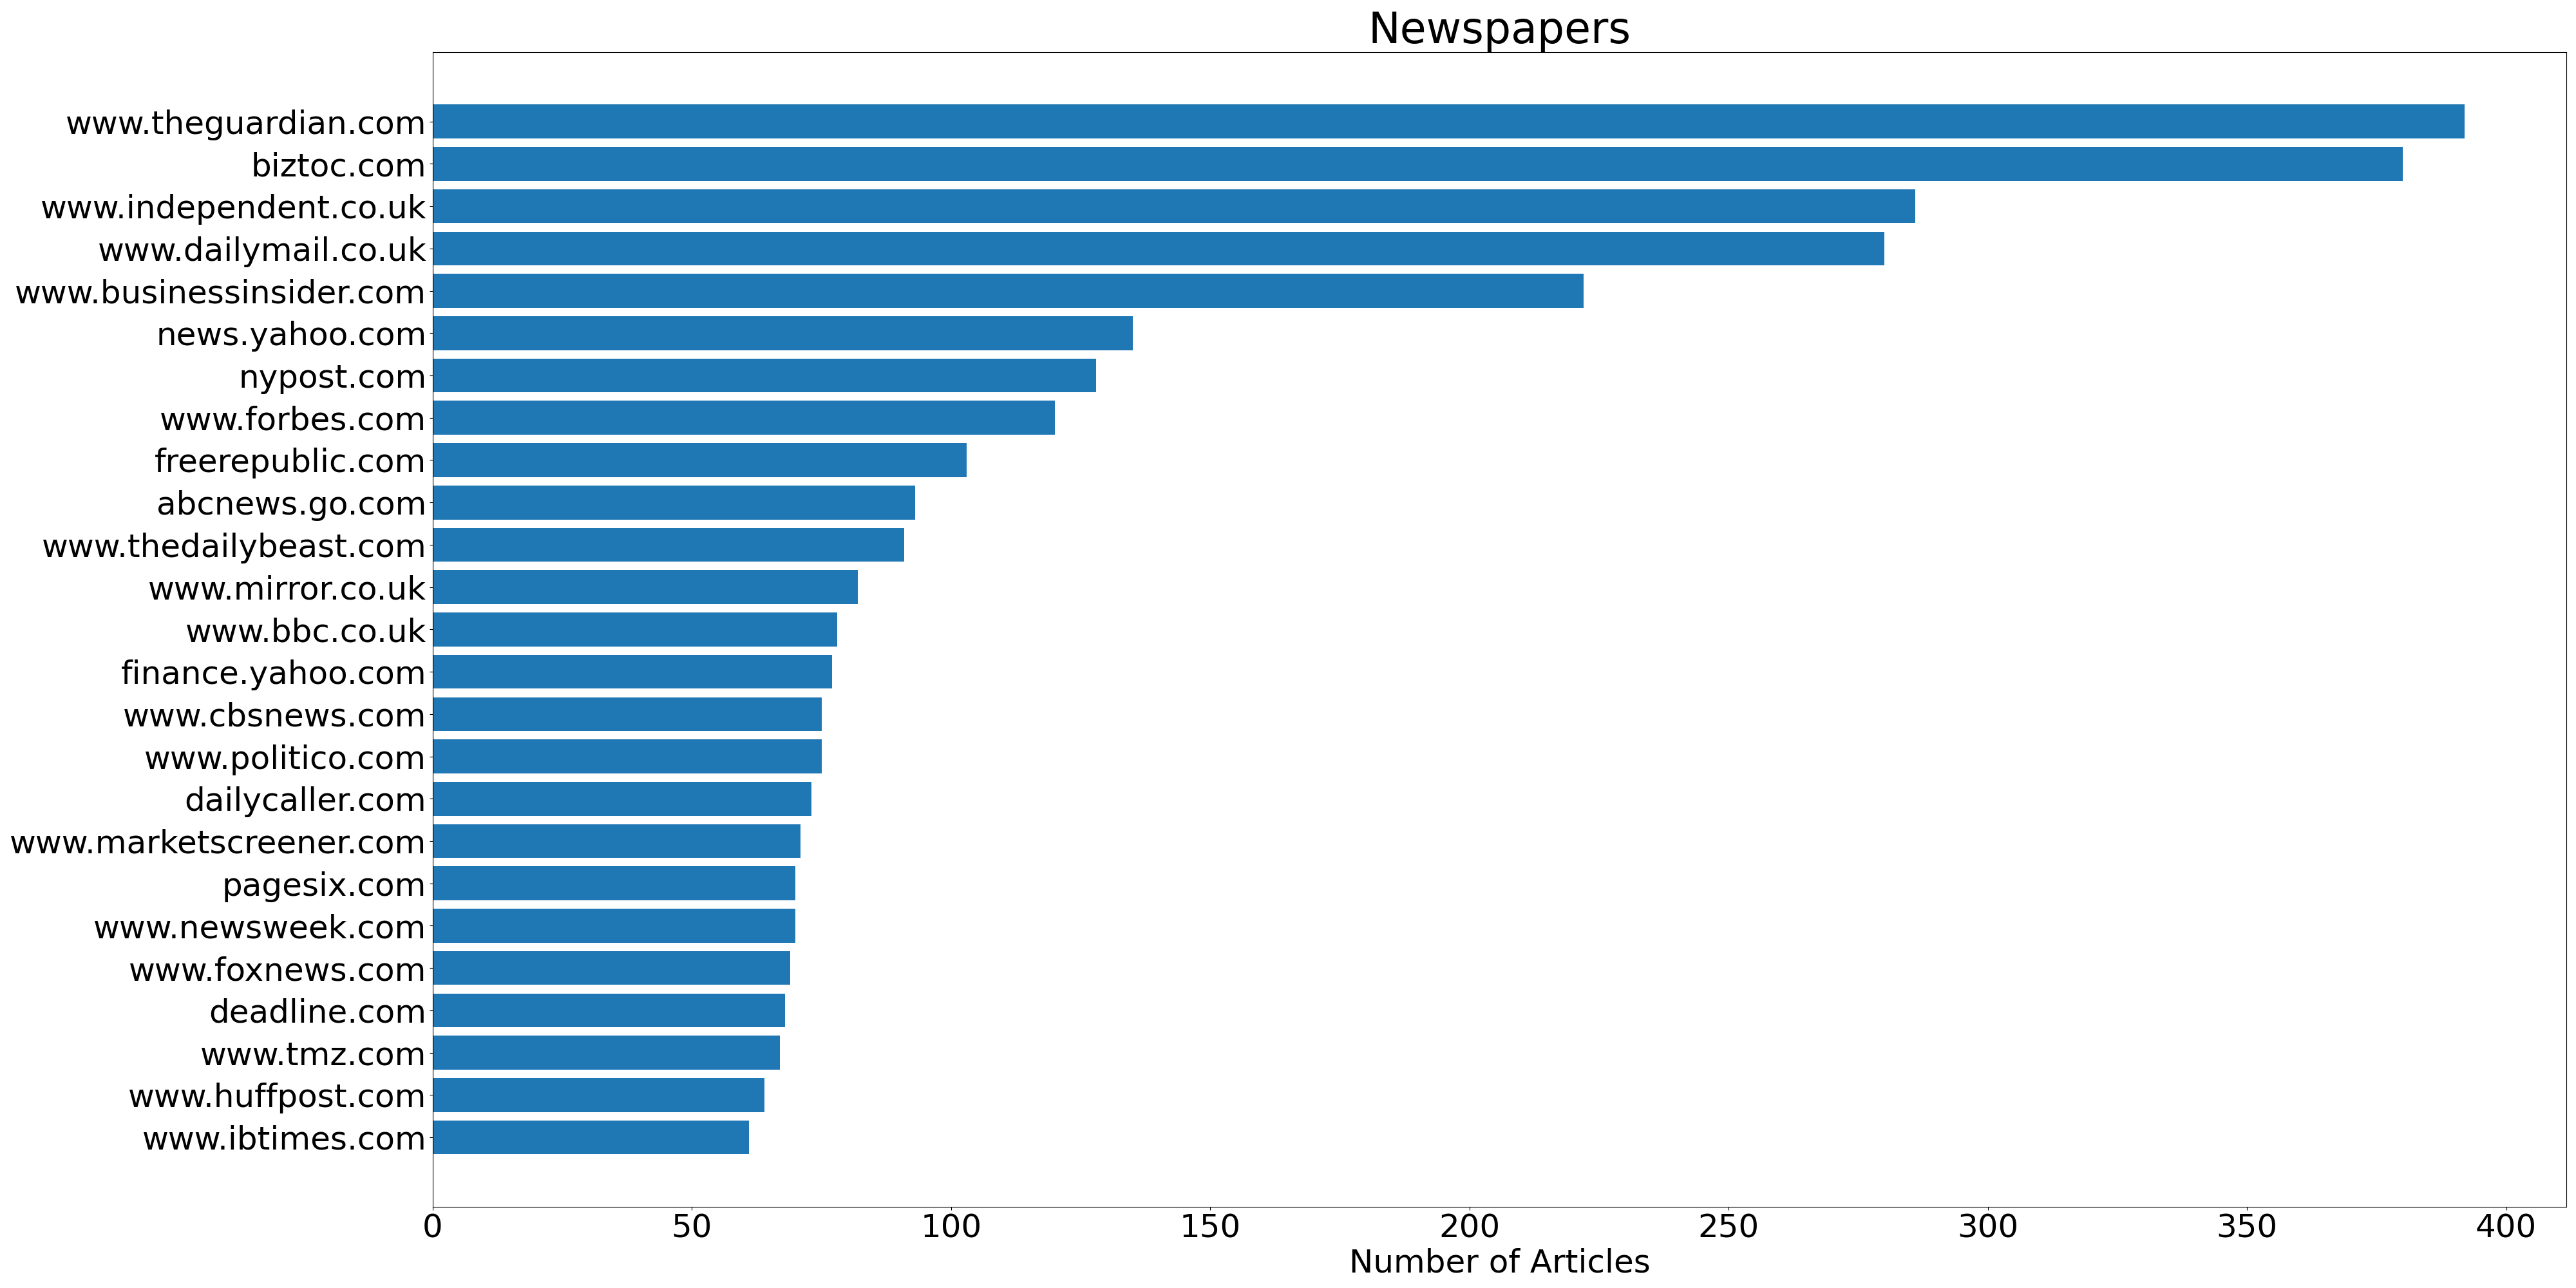 Newspapers
www.theguardian.com
biztoc.com
www.independent.co.uk
www.dailymail.co.uk
www.businessinsider.com
news.yahoo.com
nypost.com
www.forbes.com
freerepublic.com
abcnews.go.com
www.thedailybeast.com
www.mirror.co.uk
www.bbc.co.uk
finance.yahoo.com
www.cbsnews.com
www.politico.com
dailycaller.com
www.marketscreener.com
pagesix.com
www.newsweek.com
www.foxnews.com
deadline.com
www.tmz.com
www.huffpost.com
www.ibtimes.com
0 50 100 150 200 250 300 350 400
Number of Articles